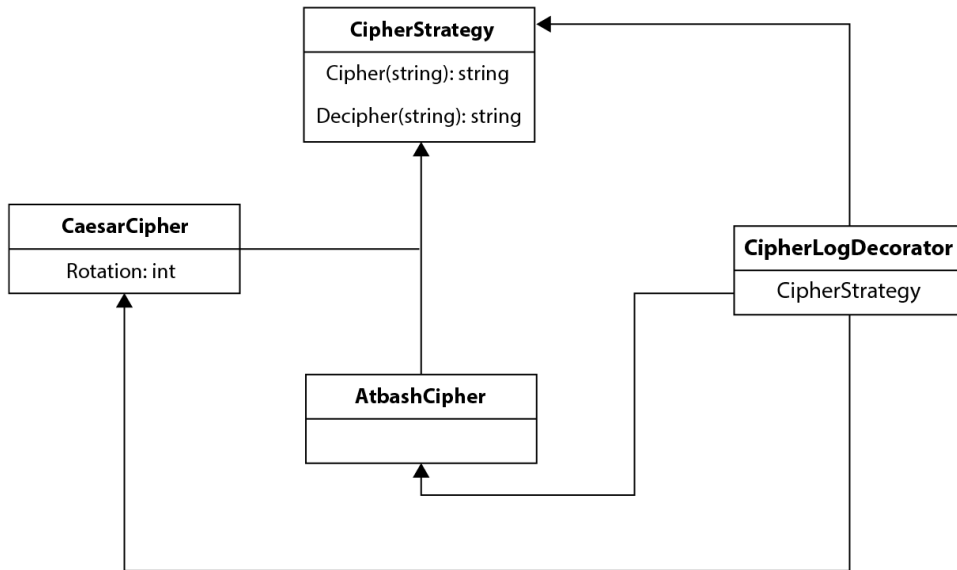 CipherStrategy
Cipher(string): string
Decipher(string): string
CaesarCipher
Rotation: int
CipherLogDecorator
CipherStrategy
AtbashCipher